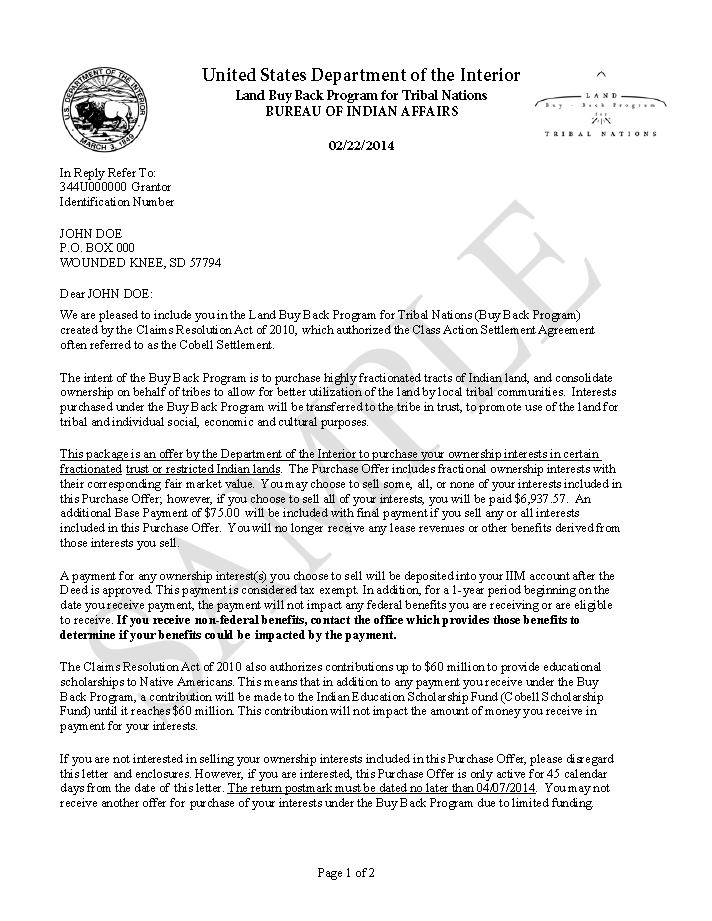 United States Department of the Interior
Land Buy Back Program for Tribal Nations
BUREAU OF INDIAN AFFAIRS
U.S. DEPARTMENT OF THE INTERIOR
MARCH 3, 1849
LAND
Buy - Back Program
for
TRIBAL NATIONS
02/22/2014
In Reply Refer To:
344U000000 Grantor
Identification Number
JOHN DOE
P.O. BOX 000
WOUNDED KNEE, SD 57794
Dear JOHN DOE:
We are pleased to include you in the Land Buy Back Program for Tribal Nations (Buy Back Program)
created by the Claims Resolution Act of 2010, which authorized the Class Action Settlement Agreement
often referred to as the Cobell Settlement.
The intent of the Buy Back Program is to purchase highly fractionated tracts of Indian land, and consolidate
ownership on behalf of tribes to allow for better utilization of the land by local tribal communities. Interests
purchased under the Buy Back Program will be transferred to the tribe in trust, to promote use of the land for
tribal and individual social, economic and cultural purposes.
This package is an offer by the Department of the Interior to purchase your ownership interests in certain
fractionated trust or restricted Indian lands. The Purchase Offer includes fractional ownership interests with
their corresponding fair market value. You may choose to sell some, all, or none of your interests included in
this Purchase Offer; however, if you choose to sell all of your interests, you will be paid $6,937.57. An
additional Base Payment of $75.00 will be included with final payment if you sell any or all interests
included in this Purchase Offer. You will no longer receive any lease revenues or other benefits derived from
those interests you sell.
A payment for any ownership interest(s) you choose to sell will be deposited into your IIM account after the
Deed is approved. This payment is considered tax exempt. In addition, for a 1-year period beginning on the
date you receive payment, the payment will not impact any federal benefits you are receiving or are eligible
to receive. If you receive non-federal benefits, contact the office which provides those benefits to
determine if your benefits could be impacted by the payment.
The Claims Resolution Act of 2010 also authorizes contributions up to $60 million to provide educational
scholarships to Native Americans. This means that in addition to any payment you receive under the Buy
Back Program, a contribution will be made to the Indian Education Scholarship Fund (Cobell Scholarship
Fund) until it reaches $60 million. This contribution will not impact the amount of money you receive in
payment for your interests.
If you are not interested in selling your ownership interests included in this Purchase Offer, please disregard
this letter and enclosures. However, if you are interested, this Purchase Offer is only active for 45 calendar
days from the date of this letter. The return postmark must be dated no later than 04/07/2014. You may not
receive another offer for purchase of your interests under the Buy Back Program due to limited funding.
SAMPLE
Page 1 of 2